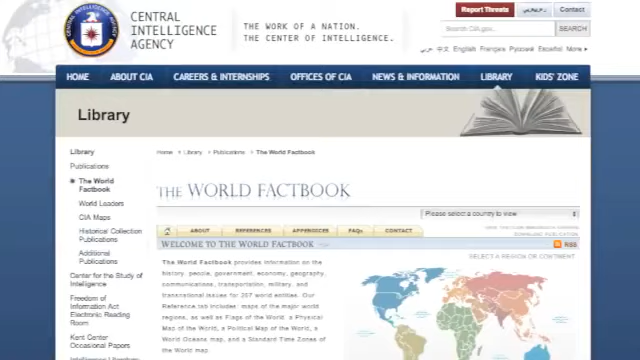 CENTRAL
INTELLIGENCE
AGENCY
THE WORK OF A NATION.
THE CENTER OF INTELLIGENCE.
Report Threats
Contact
Search CIA.gov...
SEARCH
中文 English Français Русский Español More
HOME ABOUT CIA CAREERS & INTERNSHIPS OFFICES OF CIA NEWS & INFORMATION LIBRARY KIDS' ZONE
Library
Library
Publications
The World
Factbook
World Leaders
CIA Maps
Historical Collection
Publications
Additional
Publications
Center for the Study of
Intelligence
Freedom of
Information Act
Electronic Reading
Room
Kent Center
Occasional Papers
Home Library Publications The World Factbook
THE WORLD FACTBOOK
Please select a country to view
ABOUT REFERENCES APPENDICES FAQs CONTACT
WELCOME TO THE WORLD FACTBOOK
RSS
SELECT A REGION OR CONTINENT
The World Factbook provides information on the
history, people, government, economy, geography,
communications, transportation, military, and
transnational issues for 267 world entities. Our
Reference tab includes: maps of the major world
regions, as well as Flags of the World, a Physical
Map of the World, a Political Map of the World, a
World Oceans map, and a Standard Time Zones of
the World map.